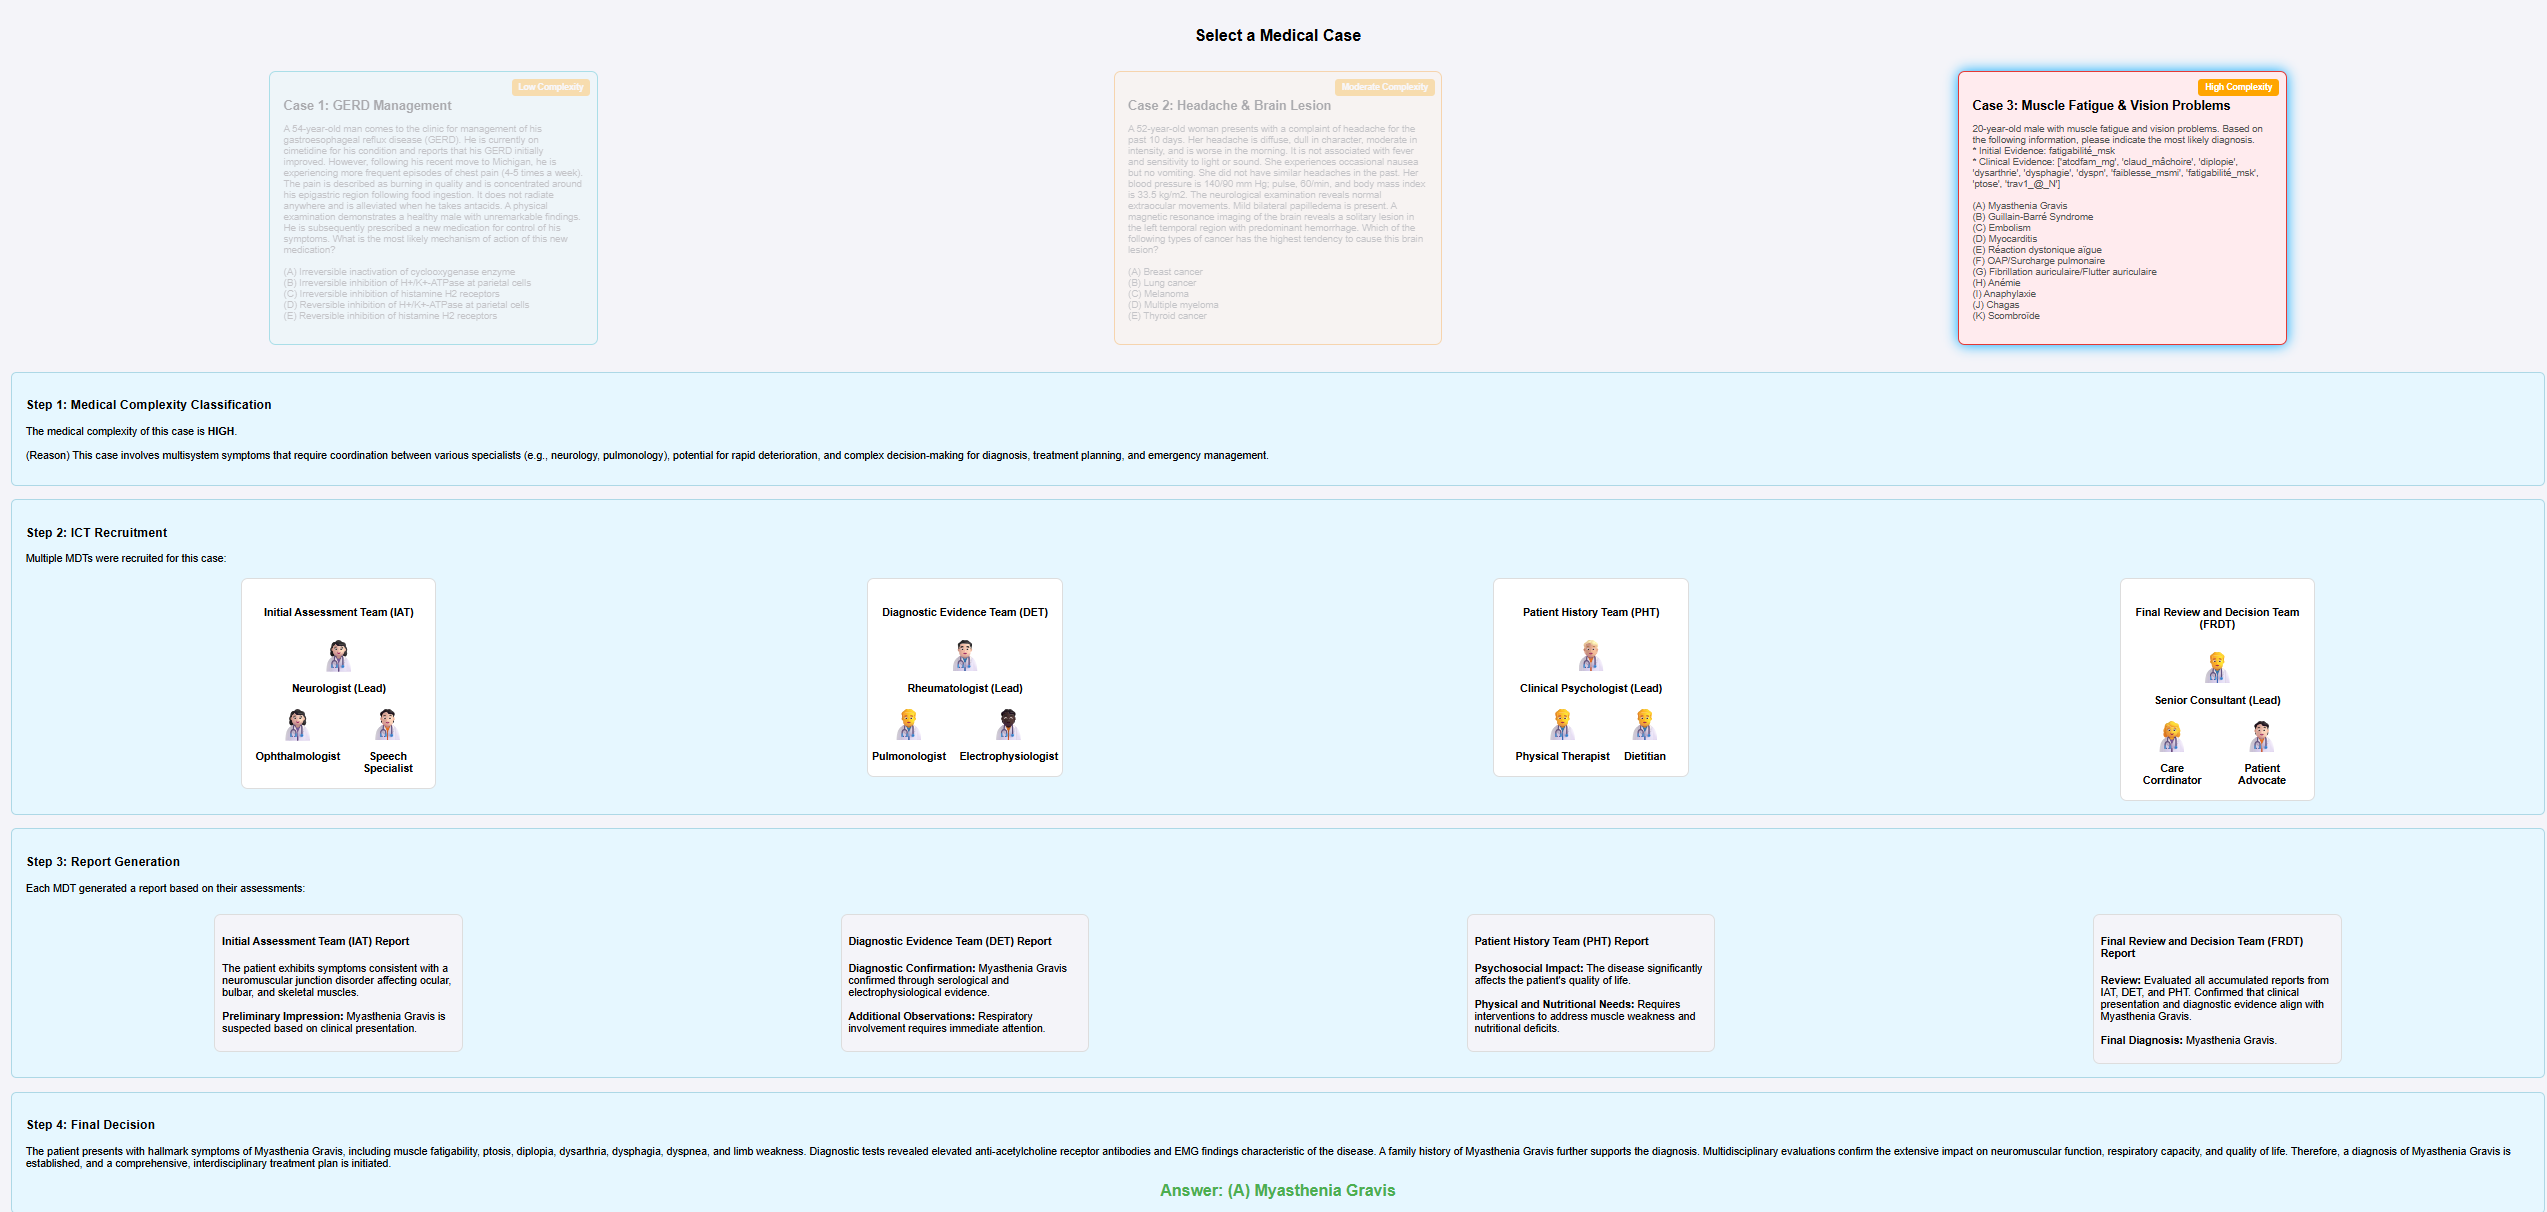 Select a Medical Case
Low Complexity
Case 1: GERD Management
A 54-year-old man comes to the clinic for management of his
gastroesophageal reflux disease (GERD). He is currently on
cimetidine for his condition and reports that his GERD initially
improved. However, following his recent move to Michigan, he is
experiencing more frequent episodes of chest pain (4-5 times a week).
The pain is described as burning in quality and is concentrated around
his epigastric region following food ingestion. It does not radiate
anywhere and is alleviated when he takes antacids. A physical
examination demonstrates a healthy male with unremarkable findings.
He is subsequently prescribed a new medication for control of his
symptoms. What is the most likely mechanism of action of this new
medication?
(A) Irreversible inactivation of cyclooxygenase enzyme
(B) Irreversible inhibition of H+/K+-ATPase at parietal cells
(C) Irreversible inhibition of histamine H2 receptors
(D) Reversible inhibition of H+/K+-ATPase at parietal cells
(E) Reversible inhibition of histamine H2 receptors
Moderate Complexity
Case 2: Headache & Brain Lesion
A 52-year-old woman presents with a complaint of headache for the
past 10 days. Her headache is diffuse, dull in character, moderate in
intensity, and is worse in the morning. It is not associated with fever
and sensitivity to light or sound. She experiences occasional nausea
but no vomiting. She did not have similar headaches in the past. Her
blood pressure is 140/90 mm Hg; pulse, 60/min, and body mass index
is 33.5 kg/m2. The neurological examination reveals normal
extraocular movements. Mild bilateral papilledema is present. A
magnetic resonance imaging of the brain reveals a solitary lesion in
the left temporal region with predominant hemorrhage. Which of the
following types of cancer has the highest tendency to cause this brain
lesion?
(A) Breast cancer
(B) Lung cancer
(C) Melanoma
(D) Multiple myeloma
(E) Thyroid cancer
High Complexity
Case 3: Muscle Fatigue & Vision Problems
20-year-old male with muscle fatigue and vision problems. Based on
the following information, please indicate the most likely diagnosis.
* Initial Evidence: fatigabilité_msk
* Clinical Evidence: ['atcdfam_mg', 'claud_mâchoire', 'diplopie',
'dysarthrie', 'dysphagie', 'dyspn', 'faiblesse_msmi', 'fatigabilité_msk',
'ptose', 'trav1_@_N']
(A) Myasthenia Gravis
(B) Guillain-Barré Syndrome
(C) Embolism
(D) Myocarditis
(E) Réaction dystonique aïgue
(F) OAP/Surcharge pulmonaire
(G) Fibrillation auriculaire/Flutter auriculaire
(H) Anémie
(I) Anaphylaxie
(J) Chagas
(K) Scombroïde
Step 1: Medical Complexity Classification
The medical complexity of this case is HIGH.
(Reason) This case involves multisystem symptoms that require coordination between various specialists (e.g., neurology, pulmonology), potential for rapid deterioration, and complex decision-making for diagnosis, treatment planning, and emergency management.
Step 2: ICT Recruitment
Multiple MDTs were recruited for this case:
Initial Assessment Team (IAT)
Neurologist (Lead)
Ophthalmologist
Speech
Specialist
Diagnostic Evidence Team (DET)
Rheumatologist (Lead)
Pulmonologist
Electrophysiologist
Patient History Team (PHT)
Clinical Psychologist (Lead)
Physical Therapist
Dietitian
Final Review and Decision Team
(FRDT)
Senior Consultant (Lead)
Care
Corrdinator
Patient
Advocate
Step 3: Report Generation
Each MDT generated a report based on their assessments:
Initial Assessment Team (IAT) Report
The patient exhibits symptoms consistent with a
neuromuscular junction disorder affecting ocular,
bulbar, and skeletal muscles.
Preliminary Impression: Myasthenia Gravis is
suspected based on clinical presentation.
Diagnostic Evidence Team (DET) Report
Diagnostic Confirmation: Myasthenia Gravis
confirmed through serological and
electrophysiological evidence.
Additional Observations: Respiratory
involvement requires immediate attention.
Patient History Team (PHT) Report
Psychosocial Impact: The disease significantly
affects the patient's quality of life.
Physical and Nutritional Needs: Requires
interventions to address muscle weakness and
nutritional deficits.
Final Review and Decision Team (FRDT)
Report
Review: Evaluated all accumulated reports from
IAT, DET, and PHT. Confirmed that clinical
presentation and diagnostic evidence align with
Myasthenia Gravis.
Final Diagnosis: Myasthenia Gravis.
Step 4: Final Decision
The patient presents with hallmark symptoms of Myasthenia Gravis, including muscle fatigability, ptosis, diplopia, dysarthria, dysphagia, dyspnea, and limb weakness. Diagnostic tests revealed elevated anti-acetylcholine receptor antibodies and EMG findings characteristic of the disease. A family history of Myasthenia Gravis further supports the diagnosis. Multidisciplinary evaluations confirm the extensive impact on neuromuscular function, respiratory capacity, and quality of life. Therefore, a diagnosis of Myasthenia Gravis is
established, and a comprehensive, interdisciplinary treatment plan is initiated.
Answer: (A) Myasthenia Gravis